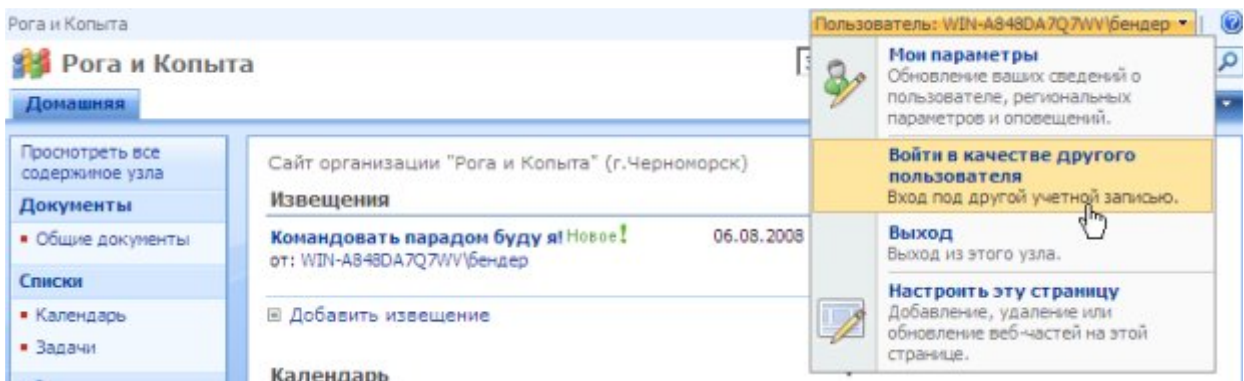 Рога и Копыта
Пользователь: WIN-A848DA7Q7WV\бендер
Рога и Копыта
Домашняя
Просмотреть все
содержимое узла
Документы
Общие документы
Списки
Календарь
Задачи
Сайт организации "Рога и Копыта" (г.Черноморск)
Извещения
Командовать парадом буду я! Новое!
06.08.2008
от: WIN-A848DA7Q7WV\бендер
Добавить извещение
Календарь
Мои параметры
Обновление ваших сведений о
пользователе, региональных
параметров и оповещений.
Войти в качестве другого
пользователя
Вход под другой учетной записью.
Выход
Выход из этого узла.
Настроить эту страницу
Добавление, удаление или
обновление веб-частей на этой
странице.